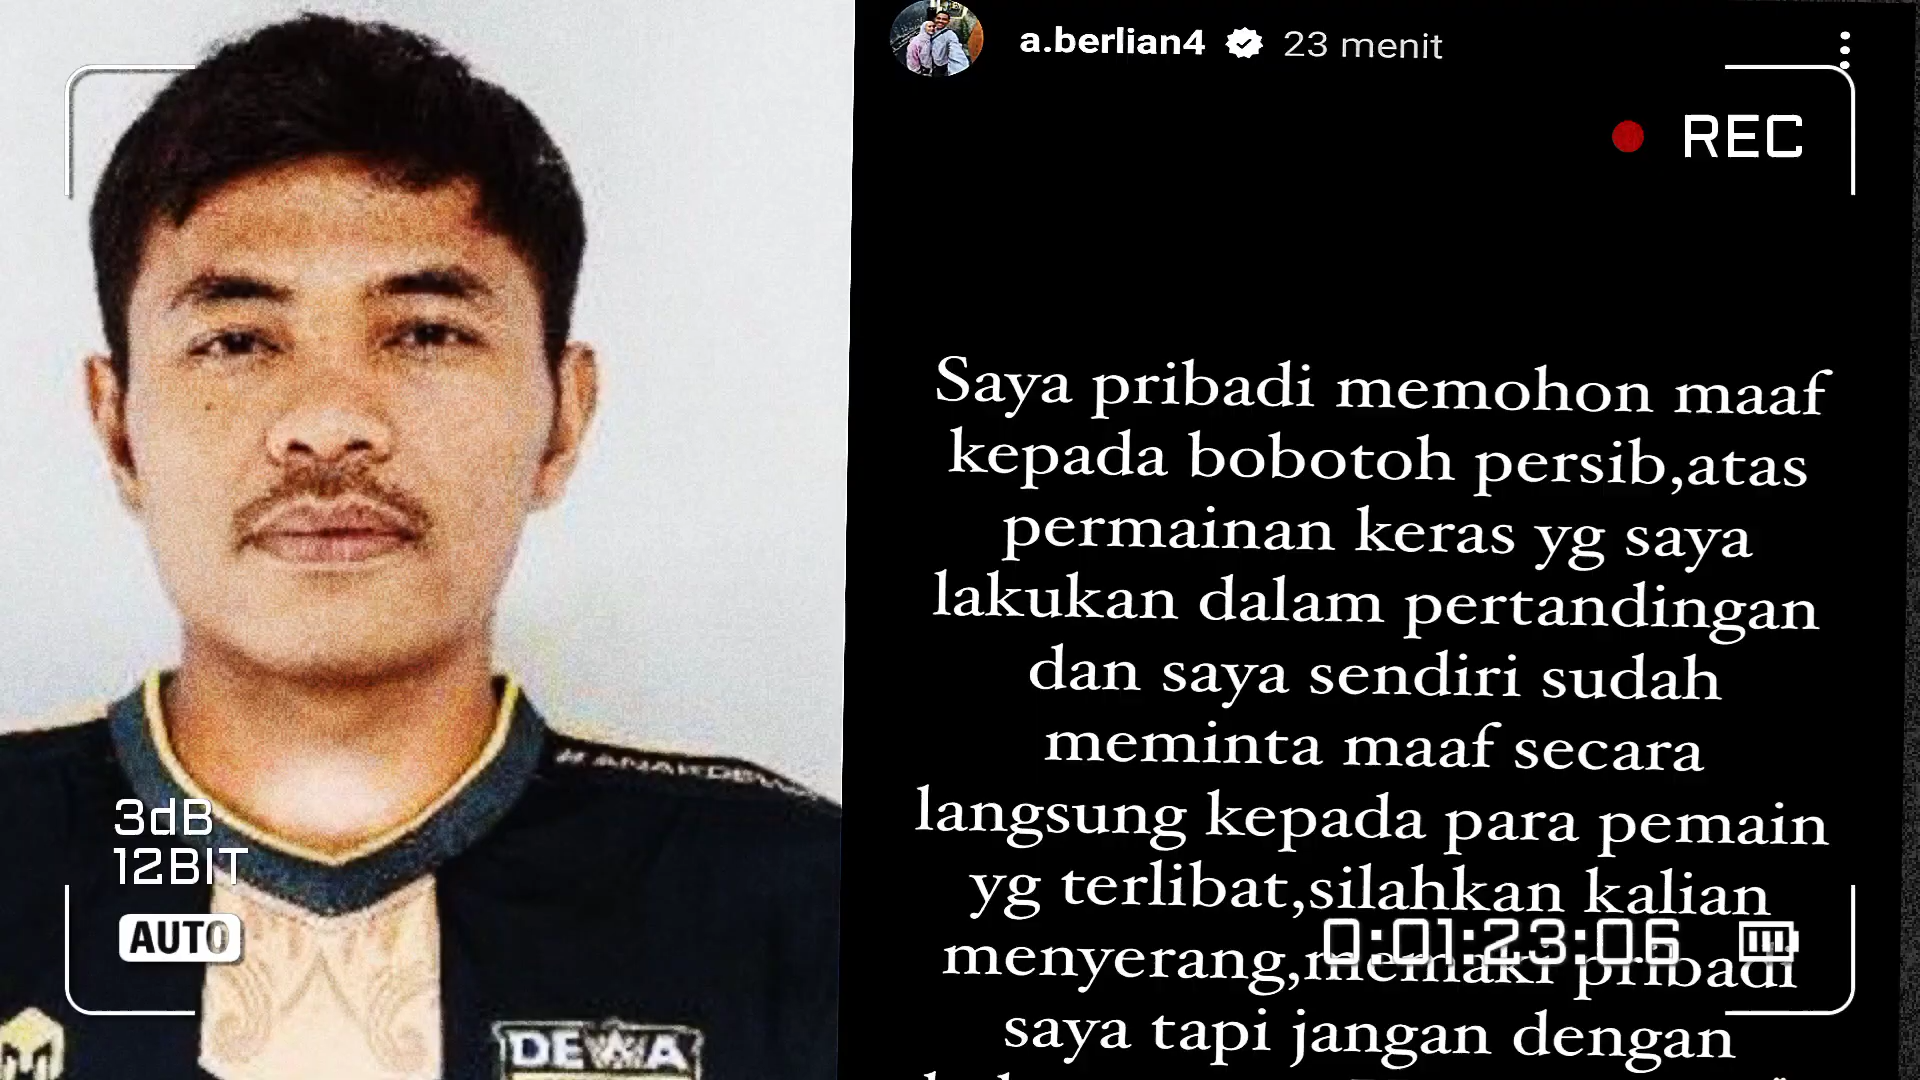 a.berlian4 23 menit
REC
Saya pribadi memohon maaf
kepada bobotoh persib,atas
permainan keras yg saya
lakukan dalam pertandingan
dan saya sendiri sudah
meminta maaf secara
langsung kepada para pemain
yg terlibat,silahkan kalian
menyerang,memaki pribadi
saya tapi jangan dengan
#ANAKDEWA
3dB
12BIT
AUTO
0:01:23:06
DEWA